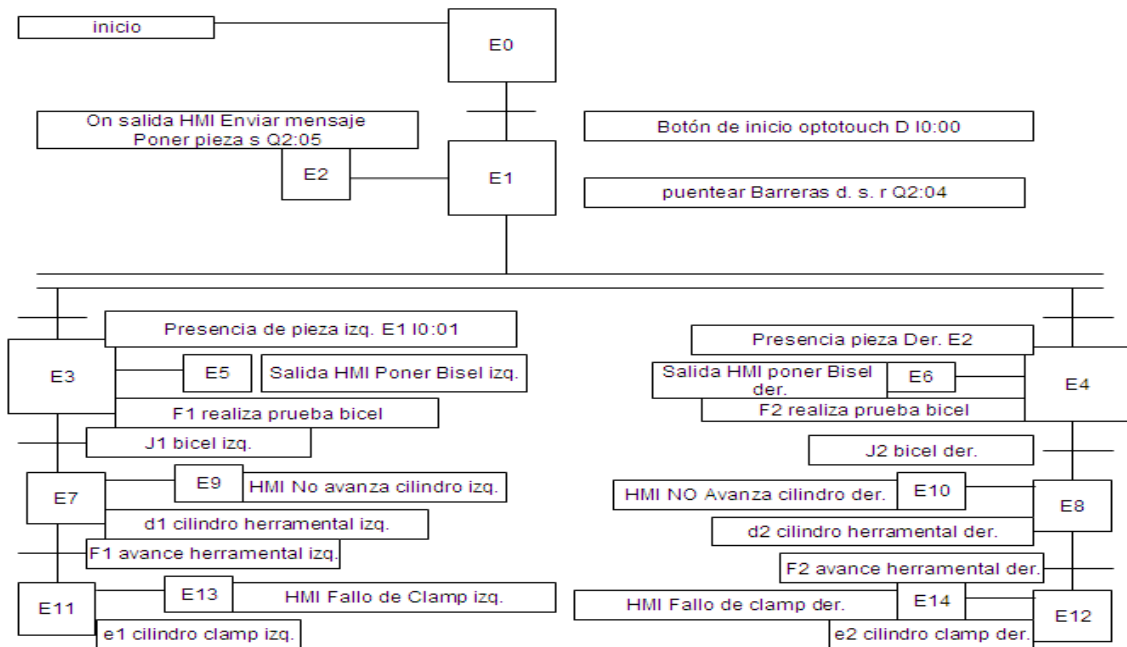 inicio
E0
On salida HMI Enviar mensaje
Poner pieza s Q2:05
Botón de inicio optotouch D I0:00
E2
E1
puentear Barreras d. s. r Q2:04
Presencia de pieza izq. E1 I0:01
Presencia pieza Der. E2
E3
E5
Salida HMI Poner Bisel izq.
Salida HMI poner Bisel
der.
E6
E4
F1 realiza prueba bicel
F2 realiza prueba bicel
J1 bicel izq.
J2 bicel der.
E7
E9
HMI No avanza cilindro izq.
HMI NO Avanza cilindro der.
E10
E8
d1 cilindro herramental izq.
d2 cilindro herramental der.
F1 avance herramental izq.
F2 avance herramental der.
E11
E13
HMI Fallo de Clamp izq.
HMI Fallo de clamp der.
E14
E12
e1 cilindro clamp izq.
e2 cilindro clamp der.